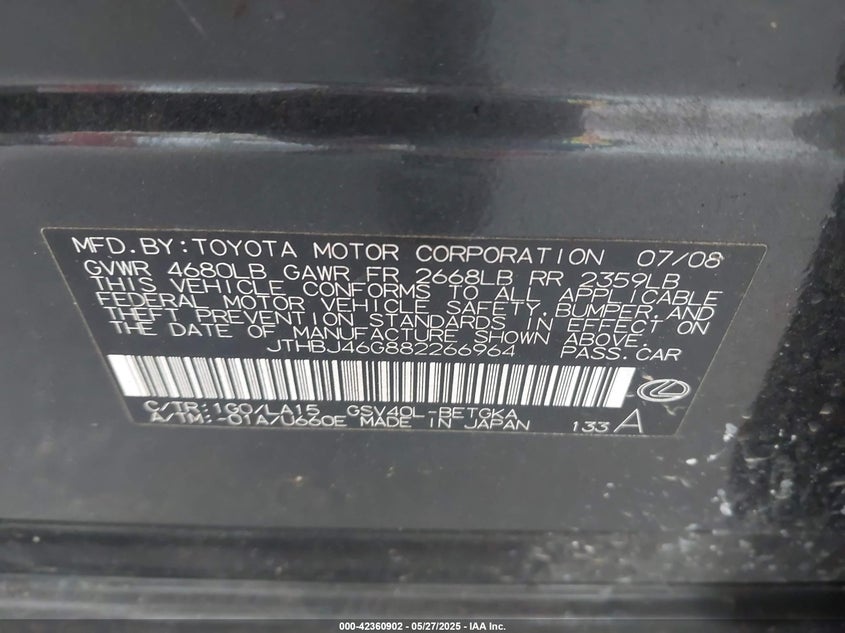 MFD.BY:TOYOTA MOTOR CORPORATION 07/08
GVWR 4680LB GAWR FR 2668LB RR 2359LB
THIS VEHICLE CONFORMS TO ALL APPLICABLE
FEDERAL MOTOR VEHICLE SAFETY,BUMPER,AND
THEFT PREVENTION STANDARDS IN EFFECT ON
THE DATE OF MANUFACTURE SHOWN ABOVE.
JTHBJ46G882266964 PASS.CAR
C/TR:1G0/LA15 GSV40L-BETGKA
A/TM:-01A/U660E MADE IN JAPAN 133 A
000-42360902 - 05/27/2025 - IAA Inc.